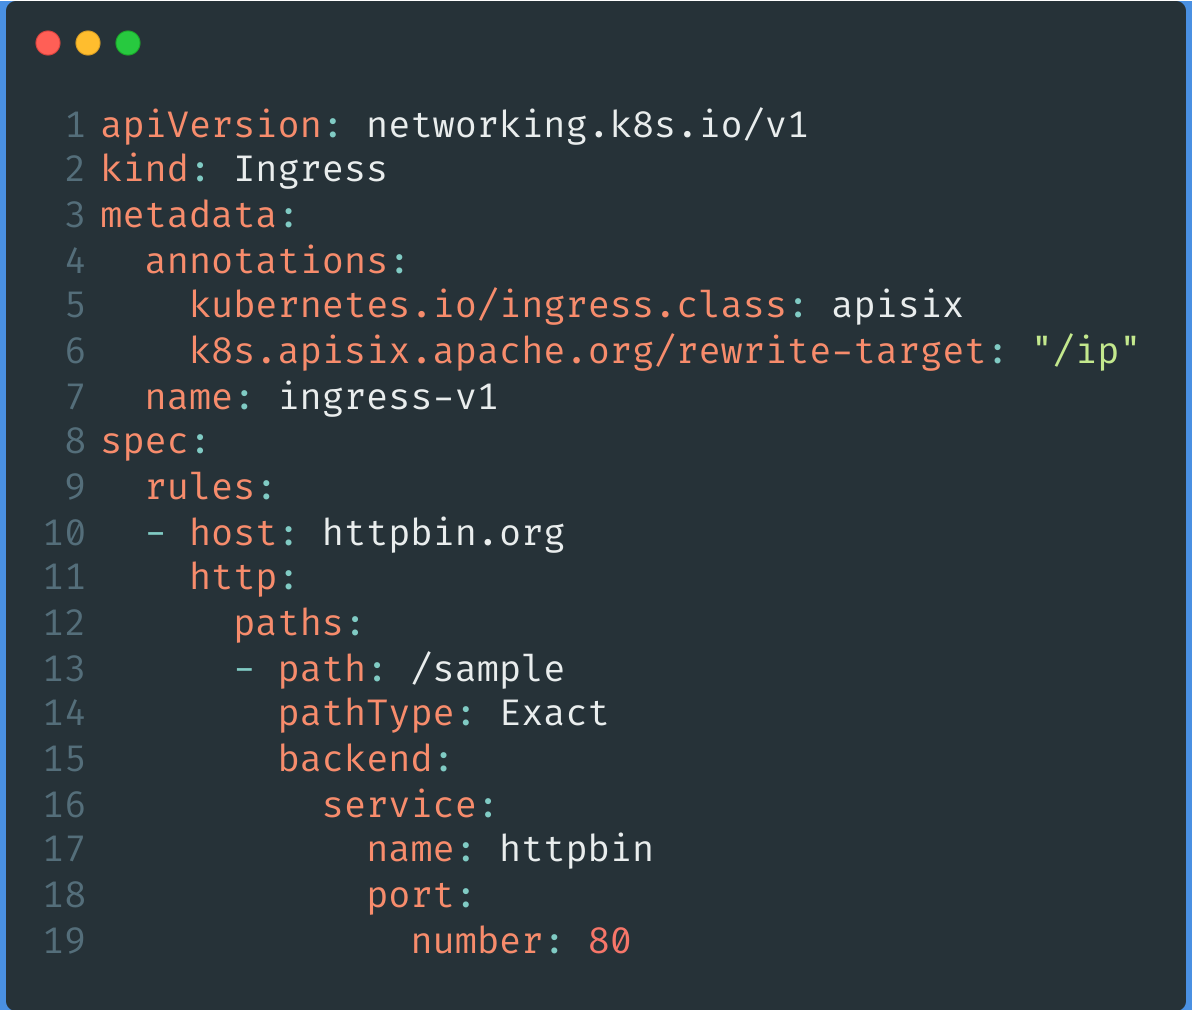 1 apiVersion: networking.k8s.io/v1
2 kind: Ingress
3 metadata:
4   annotations:
5     kubernetes.io/ingress.class: apisix
6     k8s.apisix.apache.org/rewrite-target: "/ip"
7   name: ingress-v1
8 spec:
9   rules:
10   - host: httpbin.org
11     http:
12       paths:
13       - path: /sample
14         pathType: Exact
15         backend:
16           service:
17             name: httpbin
18             port:
19               number: 80